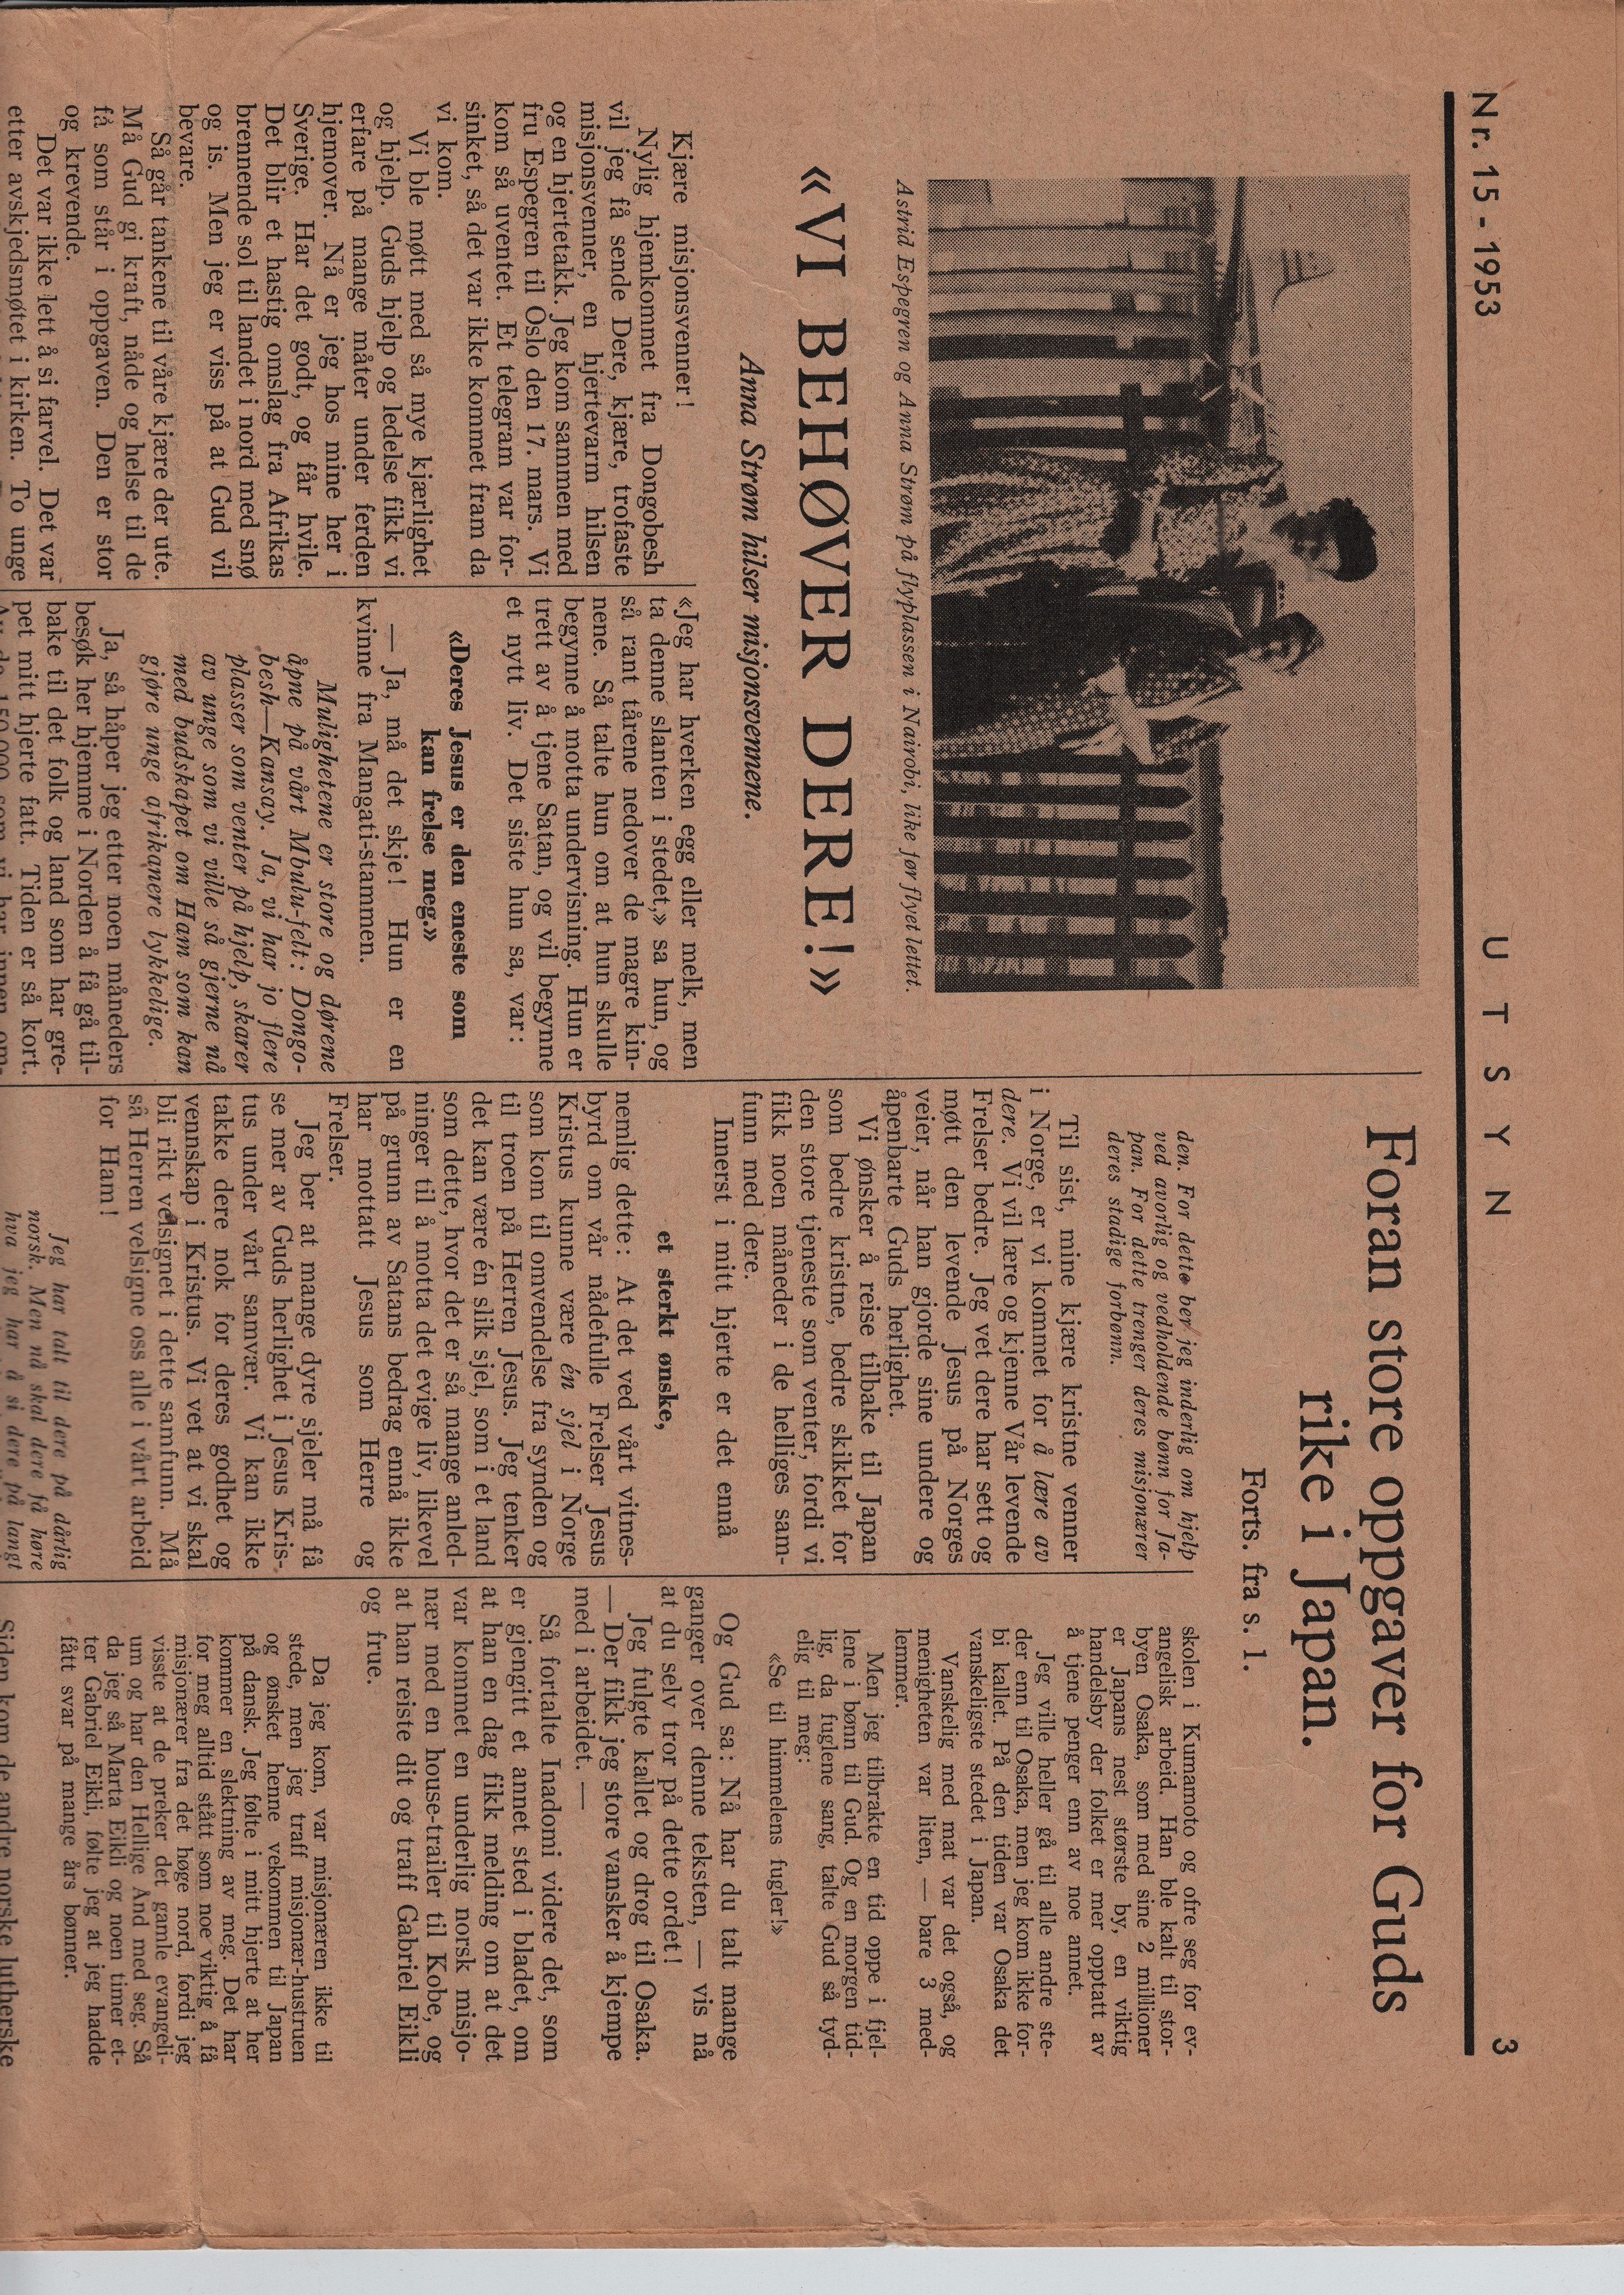 Nr. 15 - 1953
UTSYN
3
Astrid Espegren og Anna Strøm på flyplassen i Nairobi, like før flyet lettet.
«VI BEHØVER DERE!»
Anna Strøm hilser misjonsvennene.
Kjære misjonsvenner!
Nylig hjemkommet fra Dongobesh
vil jeg få sende Dere, kjære, trofaste
misjonsvenner, en hjertevarm hilsen
og en hjertetakk. Jeg kom sammen med
fru Espegren til Oslo den 17. mars. Vi
kom så uventet. Et telegram var for-
sinket, så det var ikke kommet fram da
vi kom.
Vi ble møtt med så mye kjærlighet
og hjelp. Guds hjelp og ledelse fikk vi
erfare på mange måter under ferden
hjemover. Nå er jeg hos mine her i
Sverige. Har det godt, og får hvile.
Det blir et hastig omslag fra Afrikas
brennende sol til landet i nord med snø
og is. Men jeg er viss på at Gud vil
bevare.
Så går tankene til våre kjære der ute.
Må Gud gi kraft, nåde og helse til de
få som står i oppgaven. Den er stor
og krevende.
Det var ikke lett å si farvel. Det var
etter avskjedsmøtet i kirken. To unge
«Jeg har hverken egg eller melk, men
ta denne slanten i stedet,» sa hun, og
så rant tårene nedover de magre kin-
nene. Så talte hun om at hun skulle
begynne å motta undervisning. Hun er
trett av å tjene Satan, og vil begynne
et nytt liv. Det siste hun sa, var:
«Deres Jesus er den eneste som
kan frelse meg.»
— Ja, må det skje! Hun er en
kvinne fra Mangati-stammen.
Mulighetene er store og dørene
åpne på vårt Mbulu-felt: Dongo-
besh—Kansay. Ja, vi har jo flere
plasser som venter på hjelp, skarer
av unge som vi ville så gjerne nå
med budskapet om Ham som kan
gjøre unge afrikanere lykkelige.
Ja, så håper jeg etter noen måneders
besøk her hjemme i Norden å få gå til-
bake til det folk og land som har gre-
pet mitt hjerte fatt. Tiden er så kort.
Av de 150 000 som vi har innen om-
Foran store oppgaver for Guds
rike i Japan.
Forts. fra s. 1.
den. For dette ber jeg inderlig om hjelp
ved avorlig og vedholdende bønn for Ja-
pan. For dette trenger deres misjonærer
deres stadige forbønn.
Til sist, mine kjære kristne venner
i Norge, er vi kommet for å lære av
dere. Vi vil lære og kjenne Vår levende
Frelser bedre. Jeg vet dere har sett og
møtt den levende Jesus på Norges
veier, når han gjorde sine undere og
åpenbarte Guds herlighet.
Vi ønsker å reise tilbake til Japan
som bedre kristne, bedre skikket for
den store tjeneste som venter, fordi vi
fikk noen måneder i de helliges sam-
funn med dere.
Innerst i mitt hjerte er det ennå
et sterkt ønske,
nemlig dette: At det ved vårt vitnes-
byrd om vår nådefulle Frelser Jesus
Kristus kunne være én sjel i Norge
som kom til omvendelse fra synden og
til troen på Herren Jesus. Jeg tenker
det kan være én slik sjel, som i et land
som dette, hvor det er så mange anled-
ninger til å motta det evige liv, likevel
på grunn av Satans bedrag ennå ikke
har mottatt Jesus som Herre og
Frelser.
Jeg ber at mange dyre sjeler må få
se mer av Guds herlighet i Jesus Kris-
tus under vårt samvær. Vi kan ikke
takke dere nok for deres godhet og
vennskap i Kristus. Vi vet at vi skal
bli rikt velsignet i dette samfunn. Må
så Herren velsigne oss alle i vårt arbeid
for Ham!
Jeg har talt til dere på dårlig
norsk. Men nå skal dere få høre
hva jeg har å si dere på langt
skolen i Kumamoto og ofre seg for ev-
angelisk arbeid. Han ble kalt til stor-
byen Osaka, som med sine 2 millioner
er Japans nest største by, en viktig
handelsby der folket er mer opptatt av
å tjene penger enn av noe annet.
Jeg ville heller gå til alle andre ste-
der enn til Osaka, men jeg kom ikke for-
bi kallet. På den tiden var Osaka det
vanskeligste stedet i Japan.
Vanskelig med mat var det også, og
menigheten var liten, — bare 3 med-
lemmer.
Men jeg tilbrakte en tid oppe i fjel-
lene i bønn til Gud. Og en morgen tid-
lig, da fuglene sang, talte Gud så tyd-
elig til meg:
«Se til himmelens fugler!»
Og Gud sa: Nå har du talt mange
ganger over denne teksten, — vis nå
at du selv tror på dette ordet!
Jeg fulgte kallet og drog til Osaka.
— Der fikk jeg store vansker å kjempe
med i arbeidet. —
Så fortalte Inadomi videre det, som
er gjengitt et annet sted i bladet, om
at han en dag fikk melding om at det
var kommet en underlig norsk misjo-
nær med en house-trailer til Kobe, og
at han reiste dit og traff Gabriel Eikli
og frue.
Da jeg kom, var misjonæren ikke til
stede, men jeg traff misjonær-hustruen
og ønsket henne vekommen til Japan
på dansk. Jeg følte i mitt hjerte at her
kommer en slektning av meg. Det har
for meg alltid stått som noe viktig å få
misjonærer fra det høge nord, fordi jeg
visste at de preker det gamle evangeli-
um og har den Hellige Ånd med seg. Så
da jeg så Marta Eikli og noen timer et-
ter Gabriel Eikli, følte jeg at jeg hadde
fått svar på mange års bønner.
Siden kom de andre norske lutherske